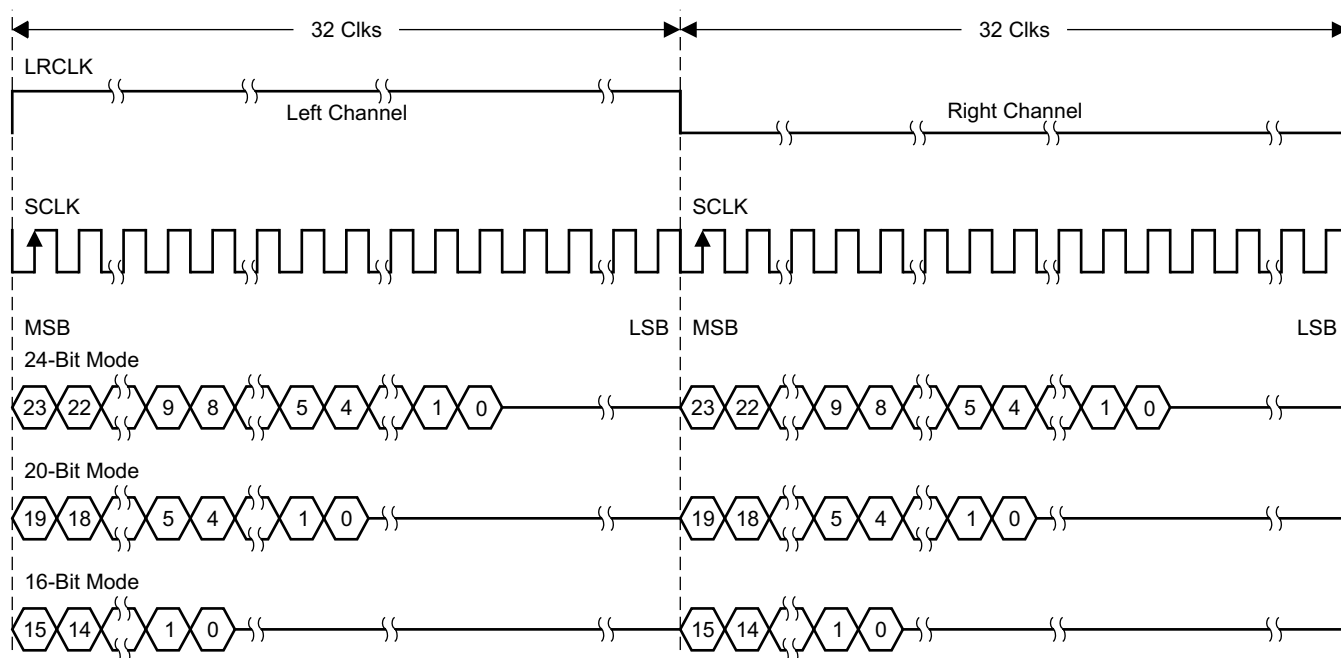 32 Clks 32 Clks
LRCLK
Left Channel Right Channel
SCLK SCLK
MSB LSB MSB LSB
24-Bit Mode
23 22 9 8 5 4 1 0 23 22 9 8 5 4 1 0
20-Bit Mode
19 18 5 4 1 0 19 18 5 4 1 0
16-Bit Mode
15 14 1 0 15 14 1 0